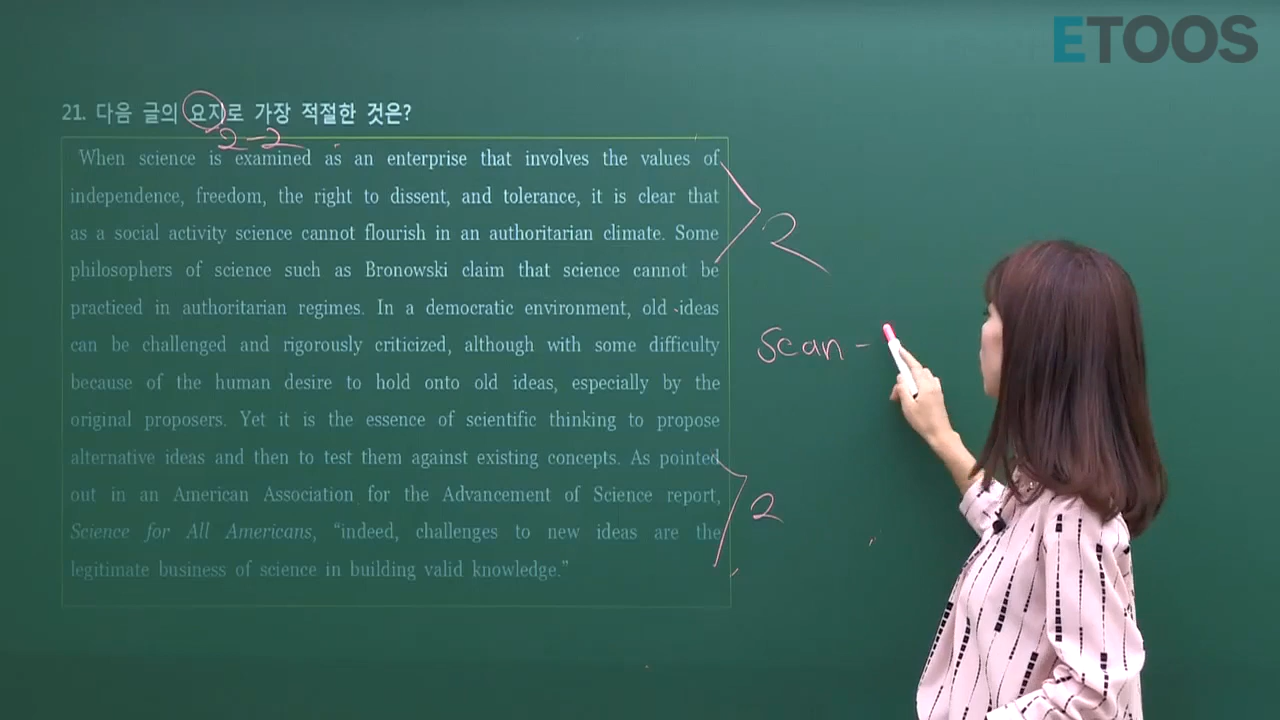 ETOOS
21. 다음 글의 요지로 가장 적절한 것은?
2-2
When science is examined as an enterprise that involves the values of
independence, freedom, the right to dissent, and tolerance, it is clear that
as a social activity science cannot flourish in an authoritarian climate. Some
philosophers of science such as Bronowski claim that science cannot be
practiced in authoritarian regimes. In a democratic environment, old ideas
can be challenged and rigorously criticized, although with some difficulty
because of the human desire to hold onto old ideas, especially by the
original proposers. Yet it is the essence of scientific thinking to propose
alternative ideas and then to test them against existing concepts. As pointed
out in an American Association for the Advancement of Science report,
Science for All Americans, “indeed, challenges to new ideas are the
legitimate business of science in building valid knowledge.”
2
Scan -
2